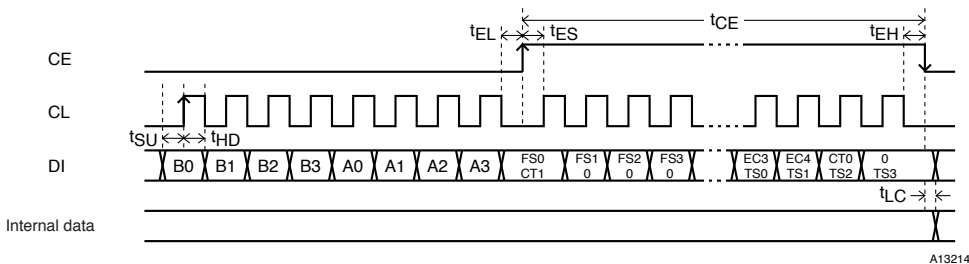 tCE
tEL tES tEH
CE
CL
tSU tHD
DI B0 B1 B2 B3 A0 A1 A2 A3 FS0 FS1 FS2 FS3 EC3 EC4 CT0 0
CT1 0 0 0 TS0 TS1 TS2 TS3
tLC
Internal data
A13214